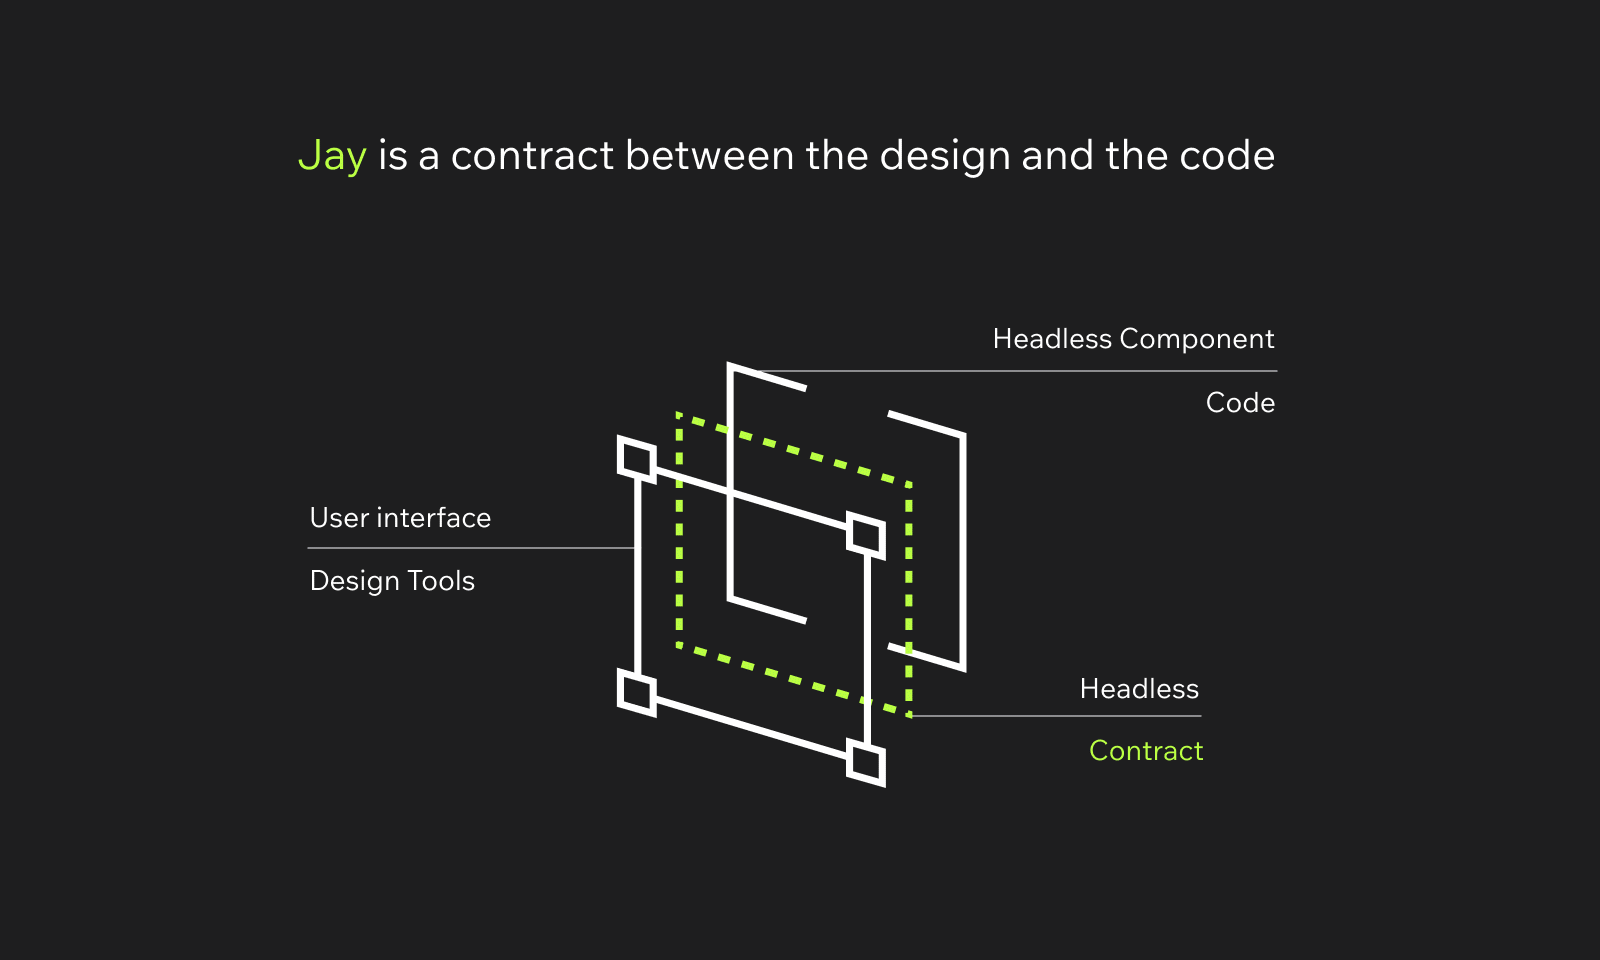 Jay is a contract between the design and the code
Headless Component
Code
User interface
Design Tools
Headless
Contract